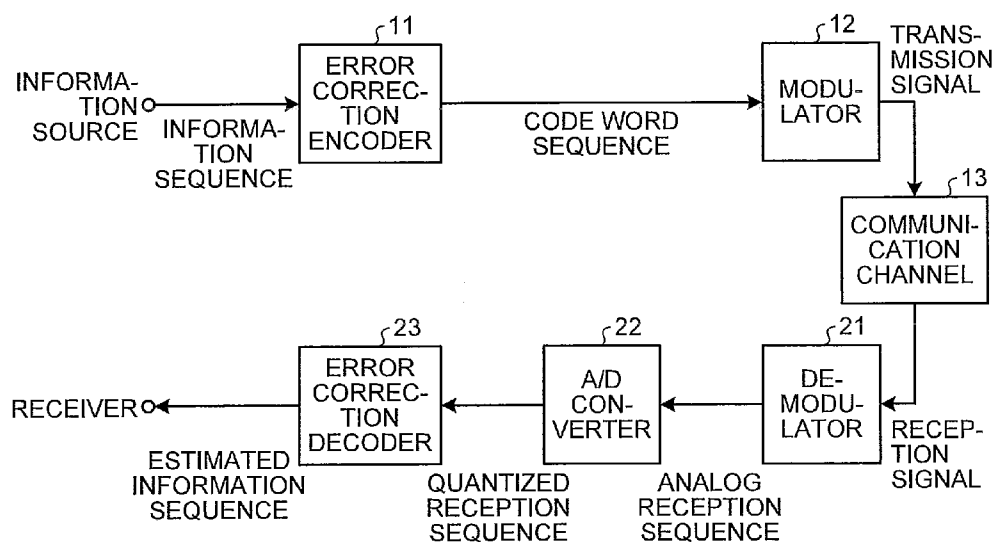 11
12
TRANS-
MISSION
SIGNAL
INFORMA-
TION
SOURCE
INFORMA-
TION
SEQUENCE
ERROR
CORREC-
TION
ENCODER
CODE WORD
SEQUENCE
MODU-
LATOR
13
COMMUNI-
CATION
CHANNEL
23
22
21
RECEIVER
ERROR
CORREC-
TION
DECODER
A/D
CON-
VERTER
DE-
MODU-
LATOR
RECEP-
TION
SIGNAL
ESTIMATED
INFORMATION
SEQUENCE
QUANTIZED
RECEPTION
SEQUENCE
ANALOG
RECEPTION
SEQUENCE